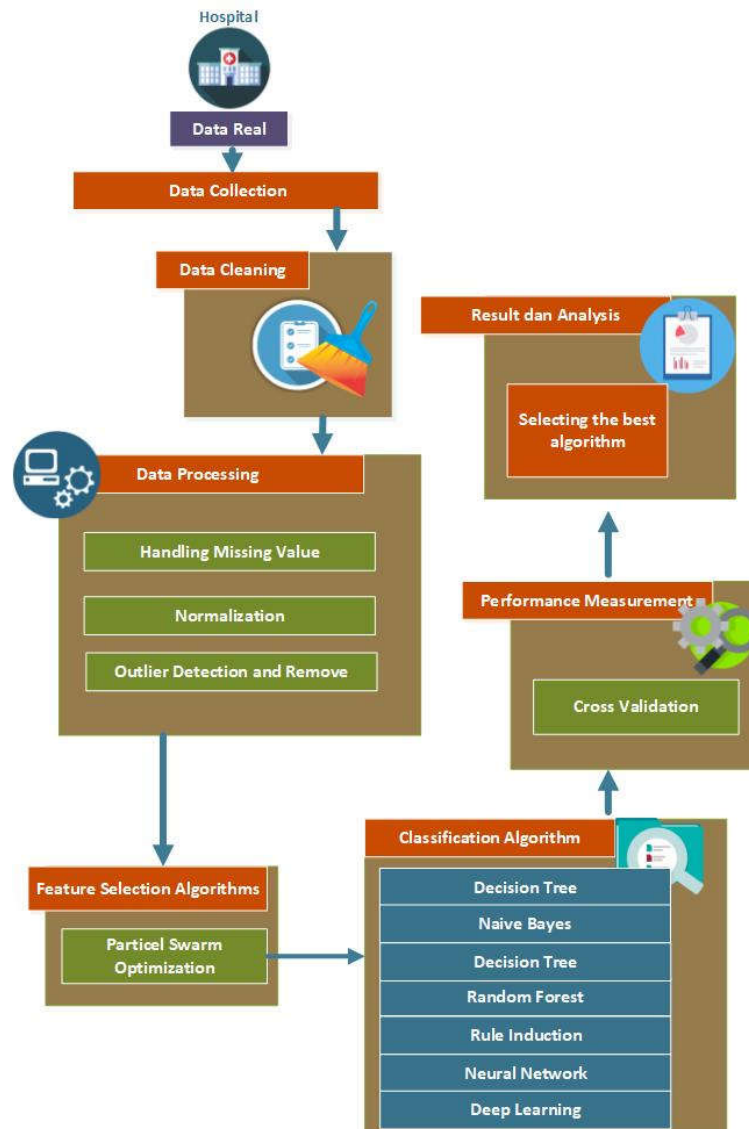 Hospital
Data Real
Data Collection
Data Cleaning
Data Processing
Handling Missing Value
Normalization
Outlier Detection and Remove
Feature Selection Algorithms
Particel Swarm
Optimization
Classification Algorithm
Decision Tree
Naive Bayes
Decision Tree
Random Forest
Rule Induction
Neural Network
Deep Learning
Performance Measurement
Cross Validation
Result dan Analysis
Selecting the best
algorithm